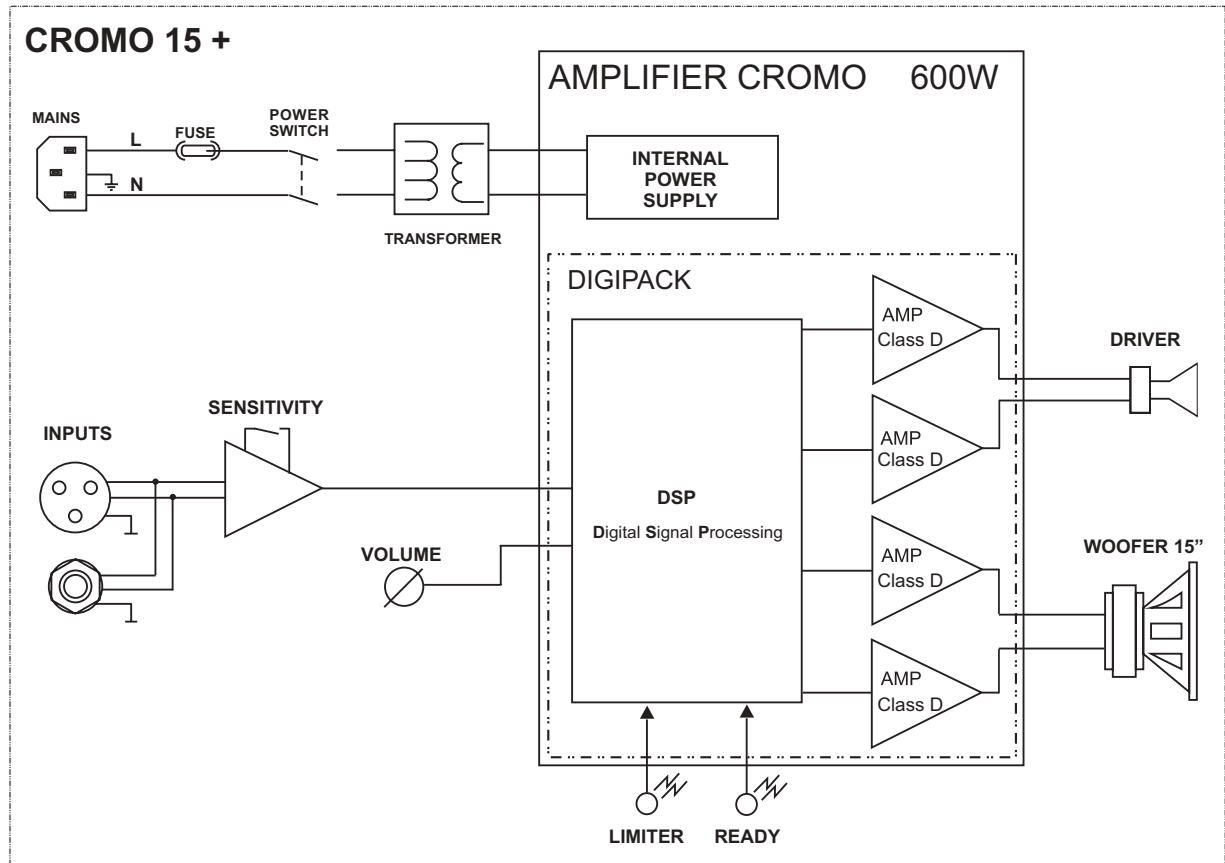 CROMO 15 +
AMPLIFIER CROMO 600W
MAINS
L
FUSE
POWER
SWITCH
N
TRANSFORMER
INTERNAL
POWER
SUPPLY
DIGIPACK
AMP
Class D
DRIVER
SENSITIVITY
INPUTS
AMP
Class D
DSP
Digital Signal Processing
VOLUME
AMP
Class D
WOOFER 15”
AMP
Class D
LIMITER
READY